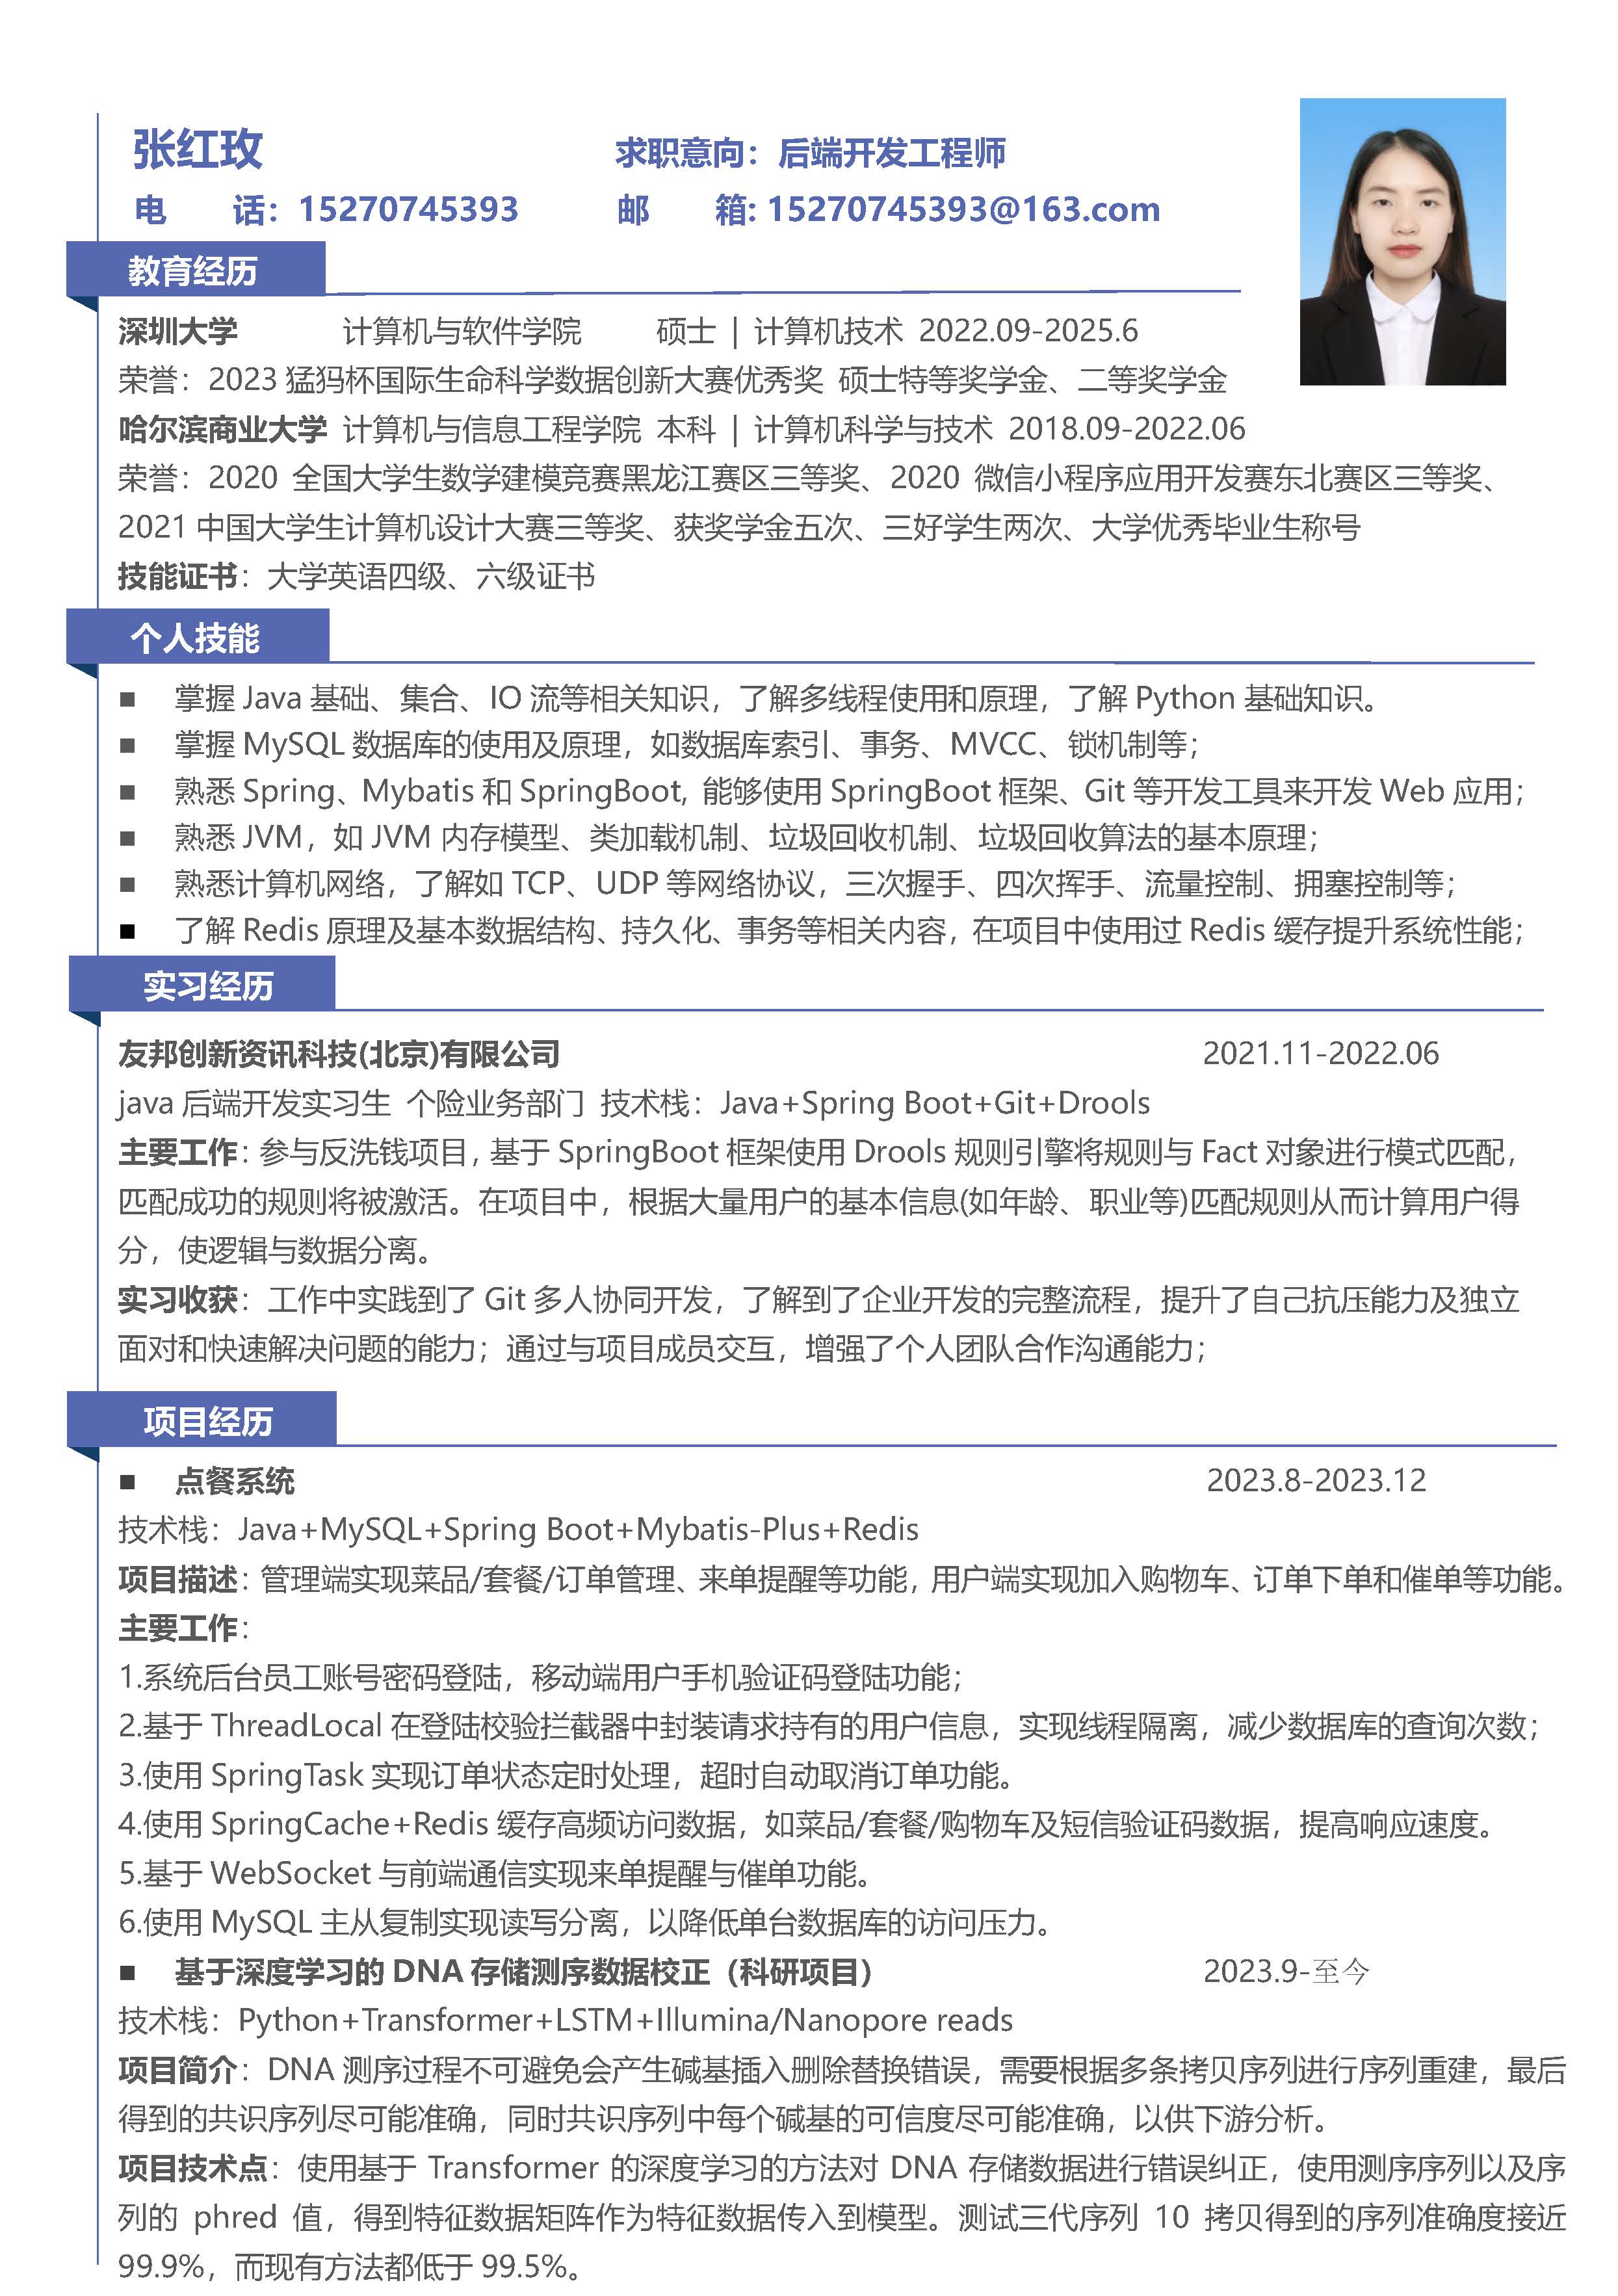 张红玫 求职意向：后端开发工程师
电 话：15270745393 邮 箱: 15270745393@163.com
教育经历
深圳大学 计算机与软件学院 硕士 | 计算机技术 2022.09-2025.6
荣誉：2023 猛犸杯国际生命科学数据创新大赛优秀奖 硕士特等奖学金、二等奖学金
哈尔滨商业大学 计算机与信息工程学院 本科 | 计算机科学与技术 2018.09-2022.06
荣誉：2020 全国大学生数学建模竞赛黑龙江赛区三等奖、2020 微信小程序应用开发赛东北赛区三等奖、
2021 中国大学生计算机设计大赛三等奖、获奖学金五次、三好学生两次、大学优秀毕业生称号
技能证书：大学英语四级、六级证书
个人技能
■ 掌握 Java 基础、集合、IO 流等相关知识，了解多线程使用和原理，了解 Python 基础知识。
■ 掌握 MySQL 数据库的使用及原理，如数据库索引、事务、MVCC、锁机制等；
■ 熟悉 Spring、Mybatis 和 SpringBoot, 能够使用 SpringBoot 框架、Git 等开发工具来开发 Web 应用；
■ 熟悉 JVM，如 JVM 内存模型、类加载机制、垃圾回收机制、垃圾回收算法的基本原理；
■ 熟悉计算机网络，了解如 TCP、UDP 等网络协议，三次握手、四次挥手、流量控制、拥塞控制等；
■ 了解 Redis 原理及基本数据结构、持久化、事务等相关内容，在项目中使用过 Redis 缓存提升系统性能；
实习经历
友邦创新资讯科技(北京)有限公司 2021.11-2022.06
java 后端开发实习生 个险业务部门 技术栈：Java+Spring Boot+Git+Drools
主要工作：参与反洗钱项目，基于 SpringBoot 框架使用 Drools 规则引擎将规则与 Fact 对象进行模式匹配，
匹配成功的规则将被激活。在项目中，根据大量用户的基本信息(如年龄、职业等)匹配规则从而计算用户得
分，使逻辑与数据分离。
实习收获：工作中实践到了 Git 多人协同开发，了解到了企业开发的完整流程，提升了自己抗压能力及独立
面对和快速解决问题的能力；通过与项目成员交互，增强了个人团队合作沟通能力；
项目经历
■ 点餐系统 2023.8-2023.12
技术栈：Java+MySQL+Spring Boot+Mybatis-Plus+Redis
项目描述：管理端实现菜品/套餐/订单管理、来单提醒等功能，用户端实现加入购物车、订单下单和催单等功能。
主要工作：
1.系统后台员工账号密码登陆，移动端用户手机验证码登陆功能；
2.基于 ThreadLocal 在登陆校验拦截器中封装请求持有的用户信息，实现线程隔离，减少数据库的查询次数；
3.使用 SpringTask 实现订单状态定时处理，超时自动取消订单功能。
4.使用 SpringCache+Redis 缓存高频访问数据，如菜品/套餐/购物车及短信验证码数据，提高响应速度。
5.基于 WebSocket 与前端通信实现来单提醒与催单功能。
6.使用 MySQL 主从复制实现读写分离，以降低单台数据库的访问压力。
■ 基于深度学习的 DNA 存储测序数据校正（科研项目） 2023.9-至今
技术栈：Python+Transformer+LSTM+Illumina/Nanopore reads
项目简介：DNA 测序过程不可避免会产生碱基插入删除替换错误，需要根据多条拷贝序列进行序列重建，最后
得到的共识序列尽可能准确，同时共识序列中每个碱基的可信度尽可能准确，以供下游分析。
项目技术点：使用基于 Transformer 的深度学习的方法对 DNA 存储数据进行错误纠正，使用测序序列以及序
列的 phred 值，得到特征数据矩阵作为特征数据传入到模型。测试三代序列 10 拷贝得到的序列准确度接近
99.9%，而现有方法都低于 99.5%。